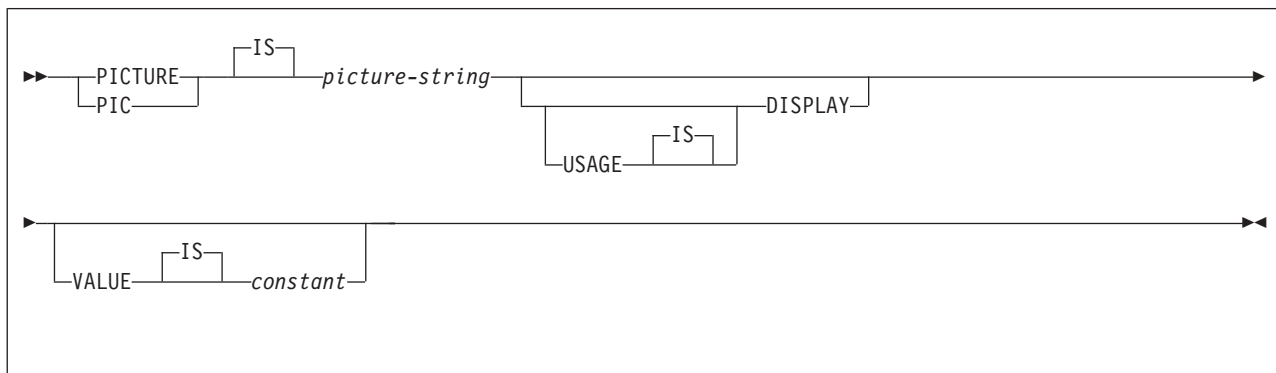 IS
PICTURE picture-string
PIC DISPLAY
IS
USAGE
IS
VALUE constant